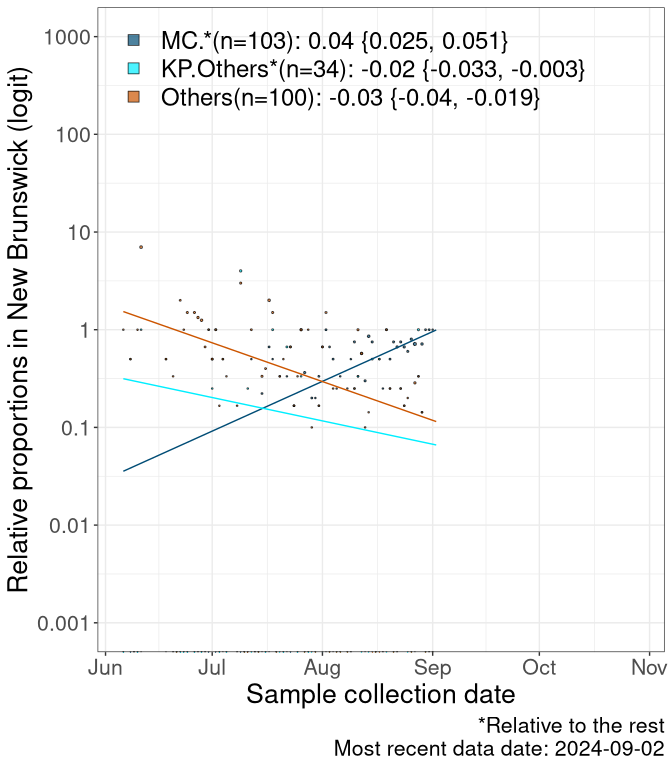 MC.*(n=103): 0.04 {0.025, 0.051}
KP.Others*(n=34): -0.02 {-0.033, -0.003}
Others(n=100): -0.03 {-0.04, -0.019}
Relative proportions in New Brunswick (logit)
1000
100
10
1
0.1
0.01
0.001
Jun Jul Aug Sep Oct Nov
Sample collection date
*Relative to the rest
Most recent data date: 2024-09-02